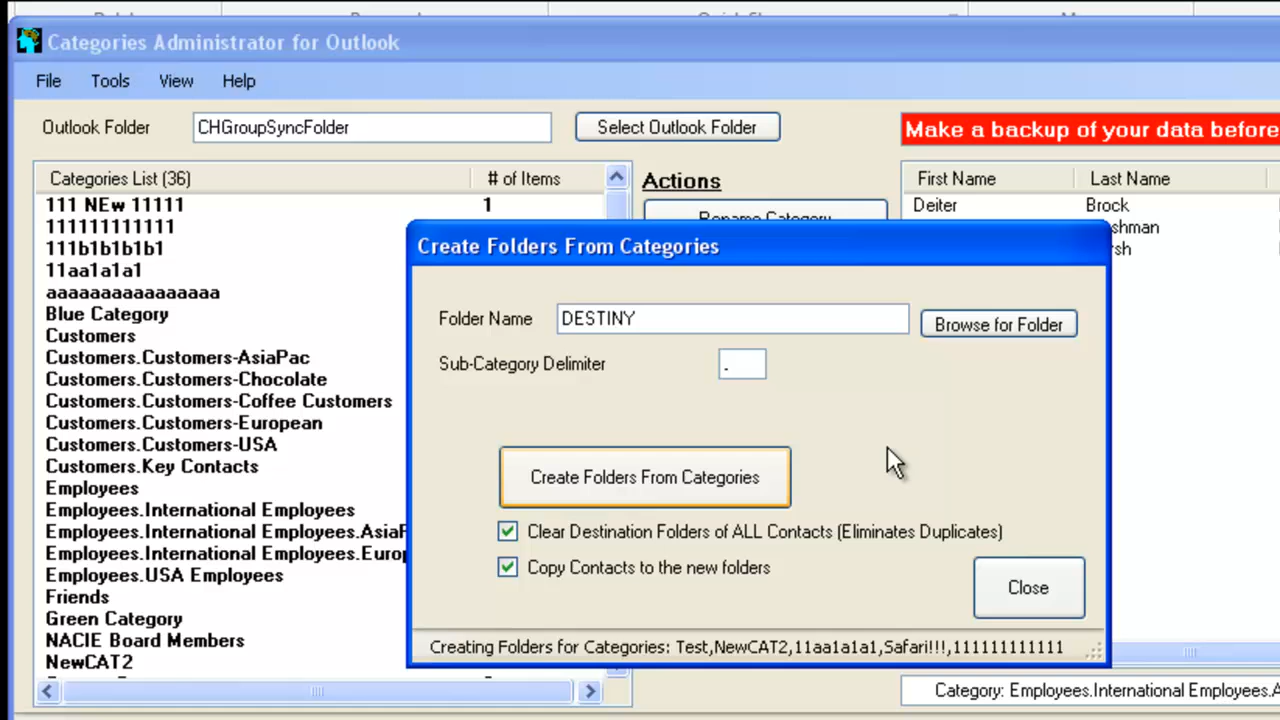 Categories Administrator for Outlook
File Tools View Help
Outlook Folder CHGroupSyncFolder Select Outlook Folder Make a backup of your data before
Categories List (36) # of Items Actions First Name Last Name
111 NEw 11111 1 Rename Category Deiter Brock
111111111111 shman
111b1b1b1b1 sh
11aa1a1a1
aaaaaaaaaaaaaaaa
Blue Category
Customers
Customers.Customers-AsiaPac
Customers.Customers-Chocolate
Customers.Customers-Coffee Customers
Customers.Customers-European
Customers.Customers-USA
Customers.Key Contacts
Employees
Employees.International Employees
Employees.International Employees.AsiaP
Employees.International Employees.Europ
Employees.USA Employees
Friends
Green Category
NACIE Board Members
NewCAT2
Create Folders From Categories
Folder Name DESTINY Browse for Folder
Sub-Category Delimiter .
Create Folders From Categories
Clear Destination Folders of ALL Contacts (Eliminates Duplicates)
Copy Contacts to the new folders
Close
Creating Folders for Categories: Test,NewCAT2,11aa1a1a1,Safari!!!,111111111111
Category: Employees.International Employees.A